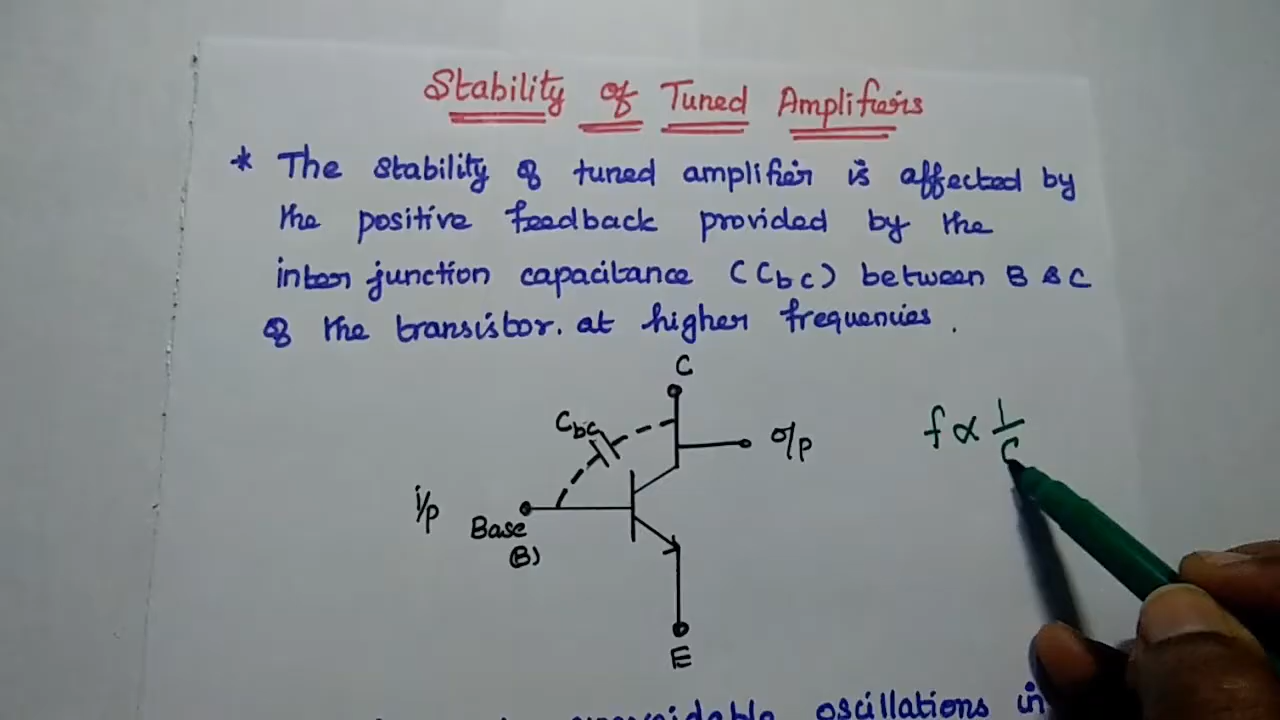 Stability of Tuned Amplifiers
* The stability of tuned amplifier is affected by
the positive feedback provided by the
inter junction capacitance (Cbc) between B & C
of the transistor. at higher frequencies.
C
Cbc
o/p
f ∝ 1/C
i/p
Base
(B)
E
oscillations in